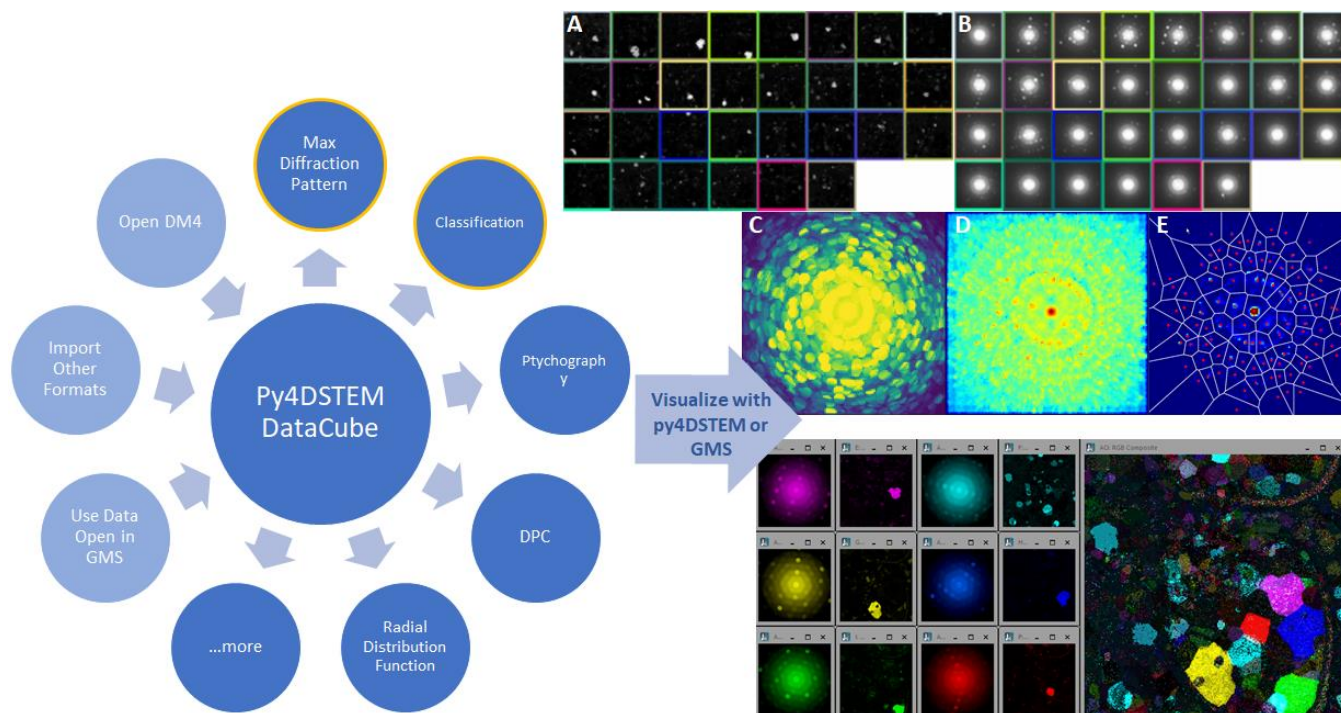 A
B
Max
Diffraction
Pattern
Open DM4
Classification
C
D
E
Import
Other
Formats
Py4DSTEM
DataCube
Ptychograph
y
Visualize with
py4DSTEM or
GMS
Use Data
Open in
GMS
DPC
...more
Radial
Distribution
Function
AOI RGB Composite